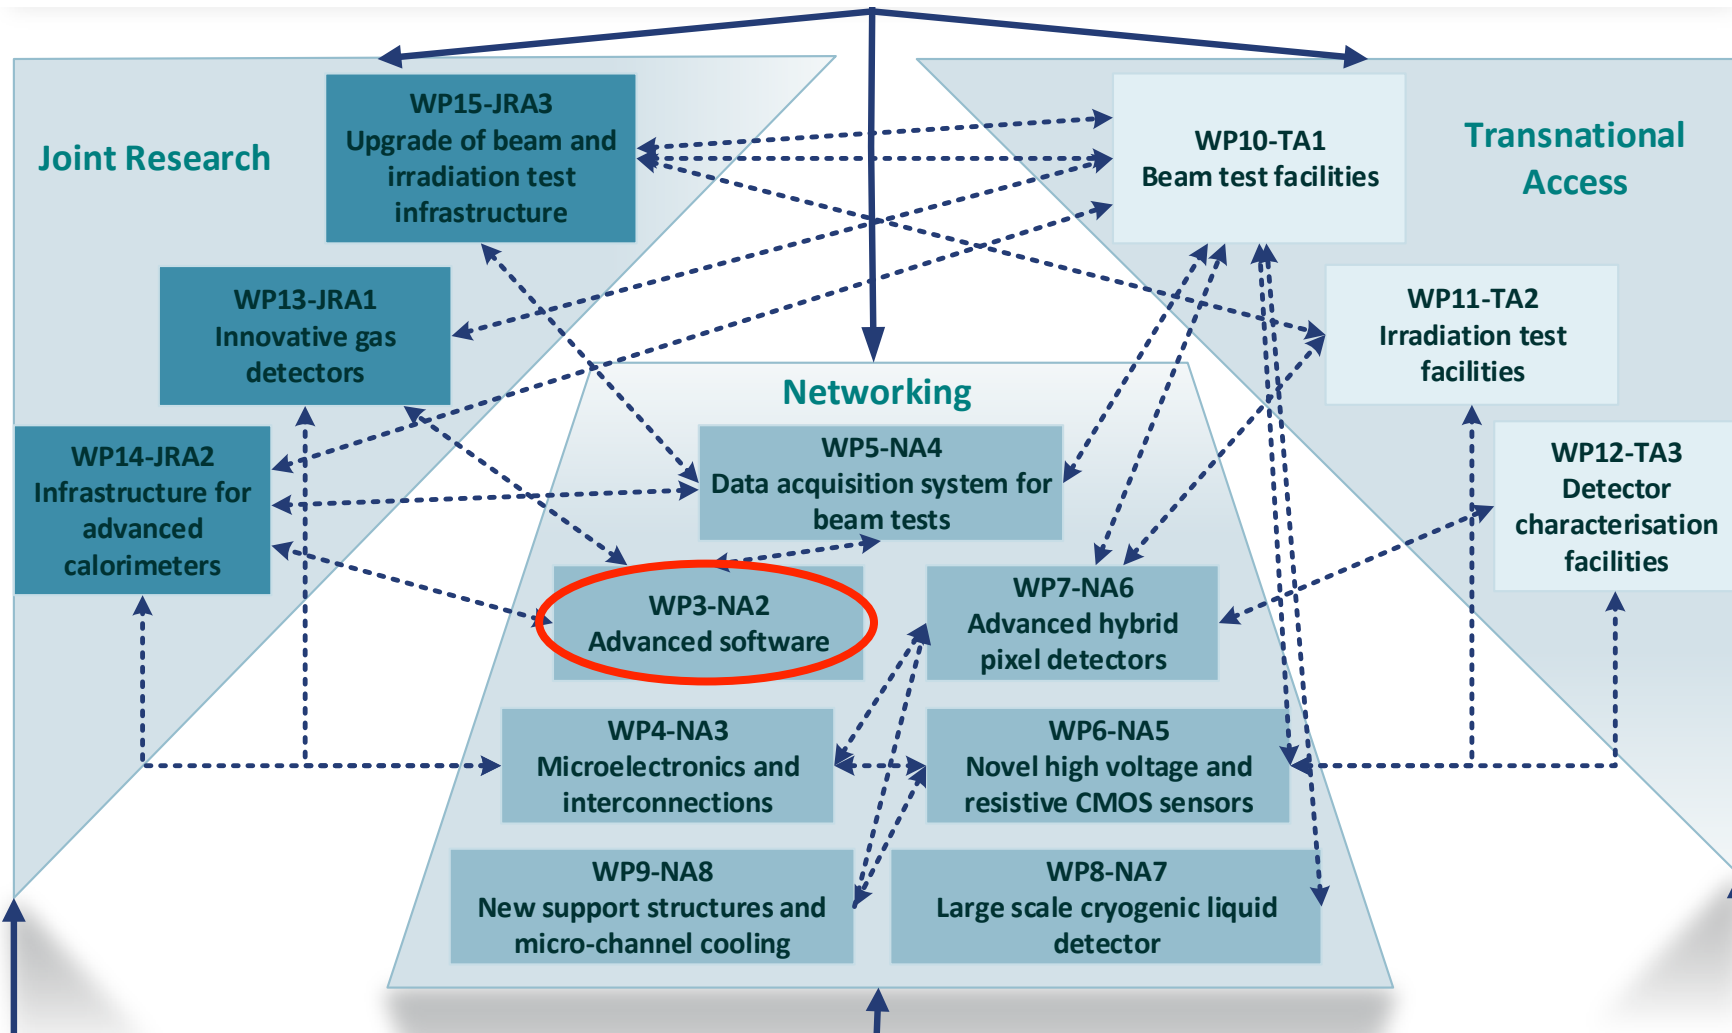 Joint Research
WP15-JRA3
Upgrade of beam and
irradiation test
infrastructure
WP13-JRA1
Innovative gas
detectors
WP14-JRA2
Infrastructure for
advanced
calorimeters
Networking
WP5-NA4
Data acquisition system for
beam tests
WP3-NA2
Advanced software
WP7-NA6
Advanced hybrid
pixel detectors
WP4-NA3
Microelectronics and
interconnections
WP6-NA5
Novel high voltage and
resistive CMOS sensors
WP9-NA8
New support structures and
micro-channel cooling
WP8-NA7
Large scale cryogenic liquid
detector
Transnational
Access
WP10-TA1
Beam test facilities
WP11-TA2
Irradiation test
facilities
WP12-TA3
Detector
characterisation
facilities